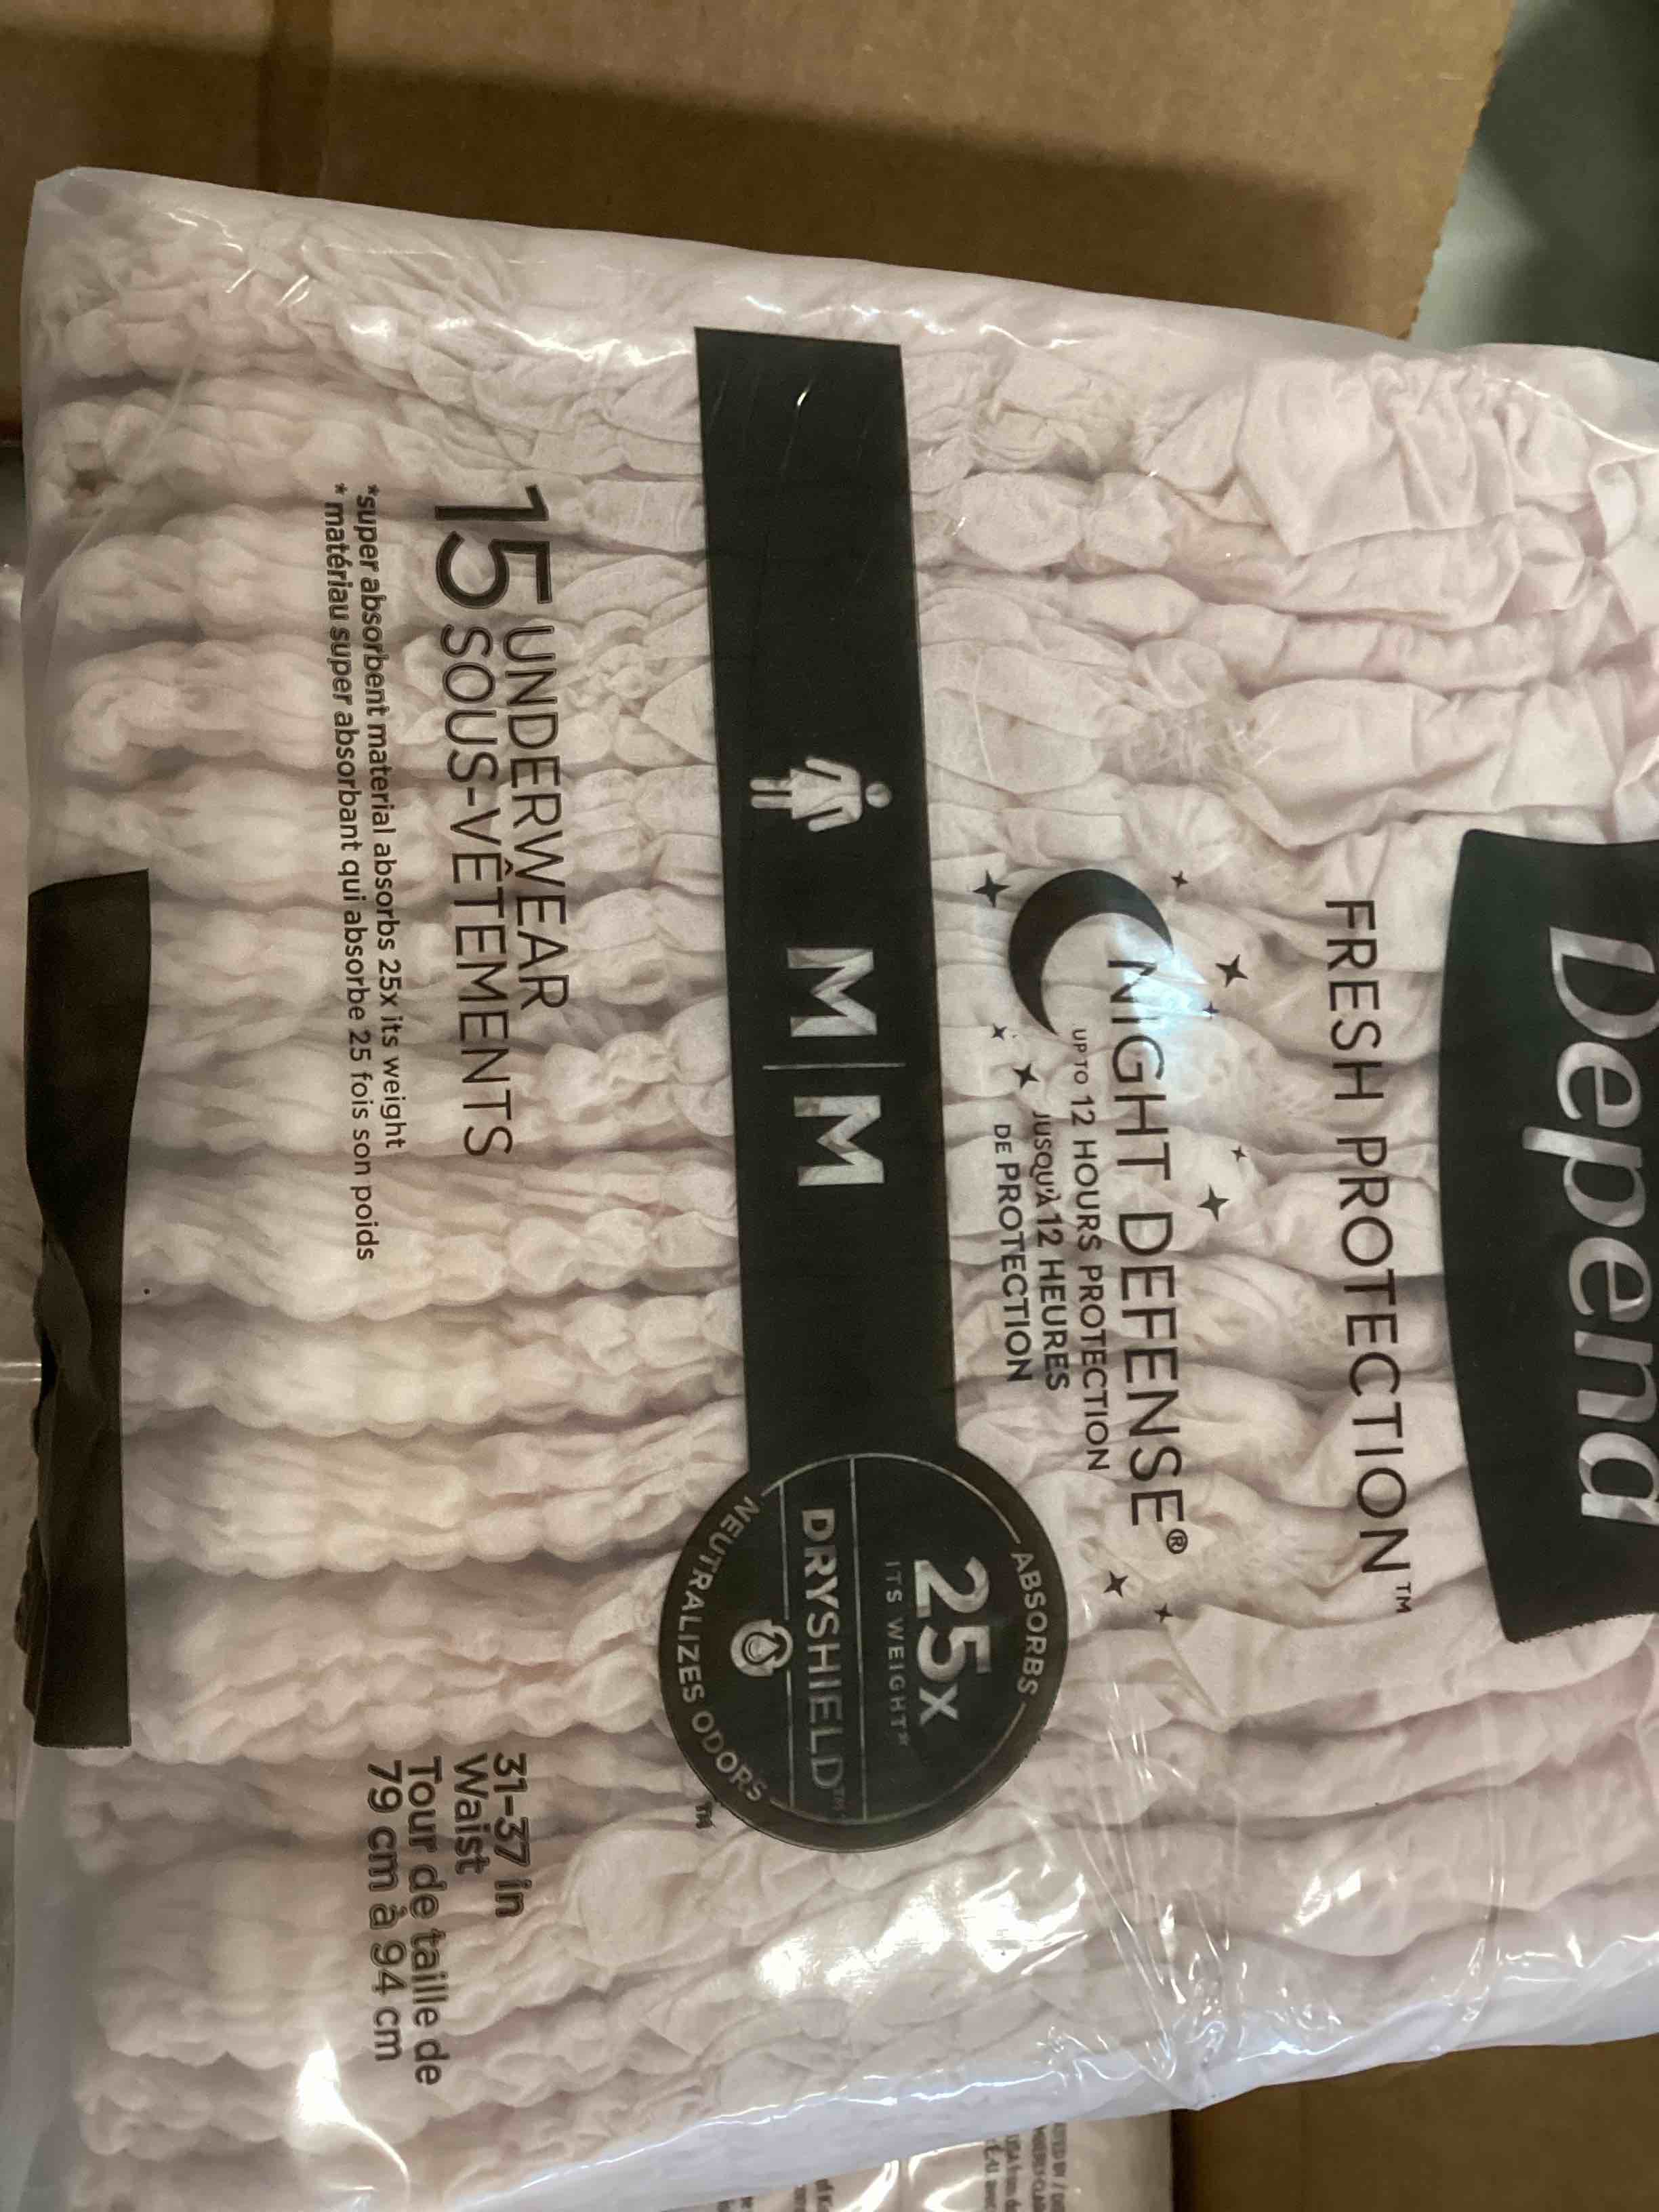 Depend
FRESH PROTECTION™
NIGHT DEFENSE®
UP TO 12 HOURS PROTECTION
JUSQU'À 12 HEURES
DE PROTECTION
M | M
ABSORBS
25x
ITS WEIGHT*
DRYSHIELD™
NEUTRALIZES ODORS™
15 UNDERWEAR
SOUS-VÊTEMENTS
*super absorbent material absorbs 25x its weight
* matériau super absorbant qui absorbe 25 fois son poids
31-37 in
Waist
Tour de taille de
79 cm à 94 cm